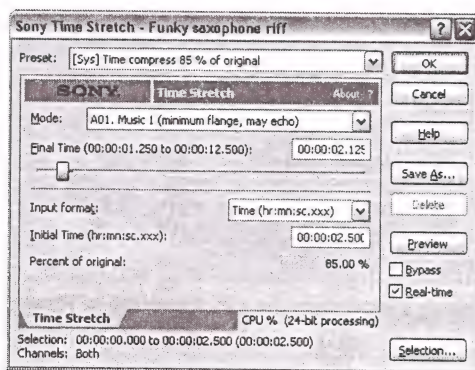 Sony Time Stretch - Funky saxophone riff
Preset: [Sys] Time compress 85 % of original
OK
SONY Time Stretch About ?
Cancel
Mode: A01. Music 1 (minimum flange, may echo)
Help
Final Time (00:00:01.250 to 00:00:12.500): 00:00:02.125
Save As...
Input format: Time (hr:mn:sc.xxx)
Delete
Initial Time (hr:mn:sc.xxx): 00:00:02.500
Preview
Percent of original: 85.00 %
Bypass
Real-time
Time Stretch CPU % (24-bit processing)
Selection: 00:00:00.000 to 00:00:02.500 (00:00:02.500)
Channels: Both
Selection...